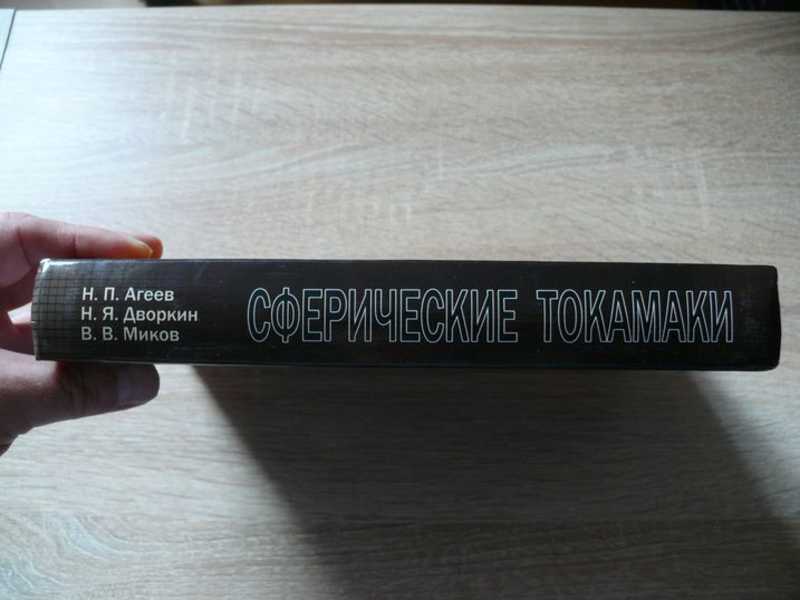 Н. П. Агеев
Н. Я. Дворкин
В. В. Миков
СФЕРИЧЕСКИЕ ТОКАМАКИ